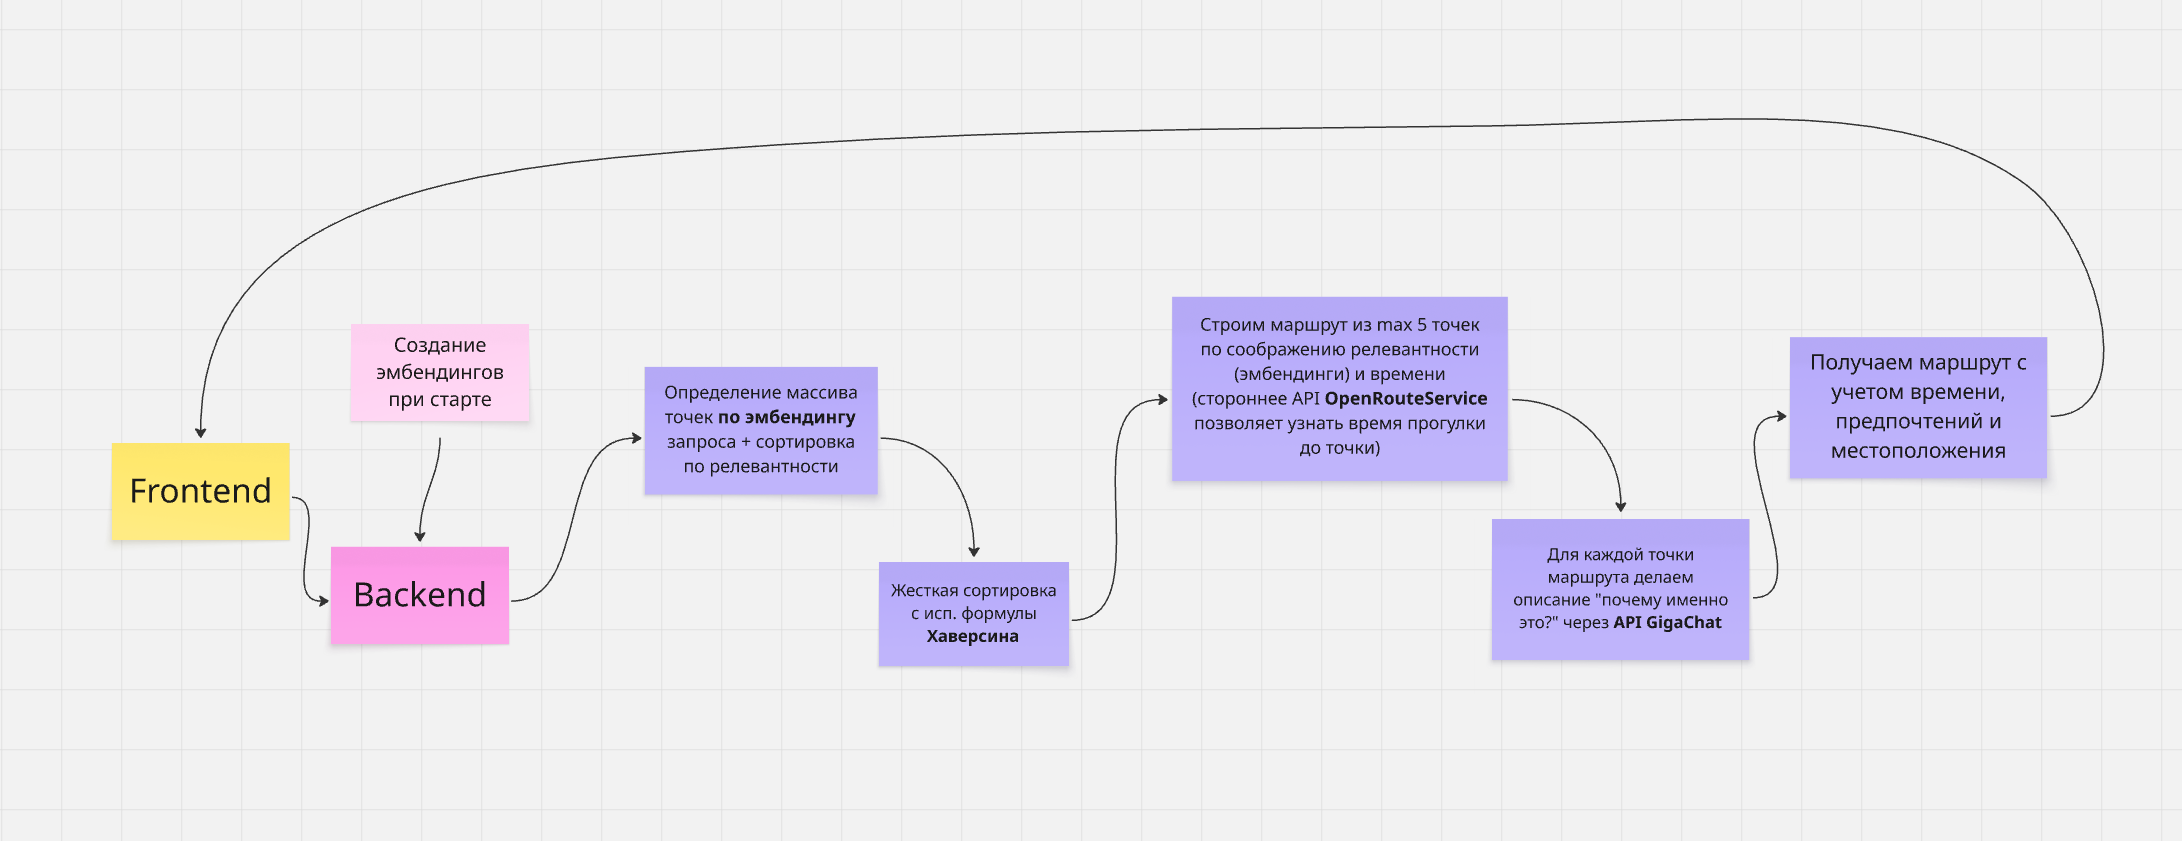 Frontend
Создание
эмбендингов
при старте
Backend
Определение массива
точек по эмбендингу
запроса + сортировка
по релевантности
Жесткая сортировка
с исп. формулы
Хаверсина
Строим маршрут из max 5 точек
по соображению релевантности
(эмбендинги) и времени
(стороннее API OpenRouteService
позволяет узнать время прогулки
до точки)
Для каждой точки
маршрута делаем
описание "почему именно
это?" через API GigaChat
Получаем маршрут с
учетом времени,
предпочтений и
местоположения